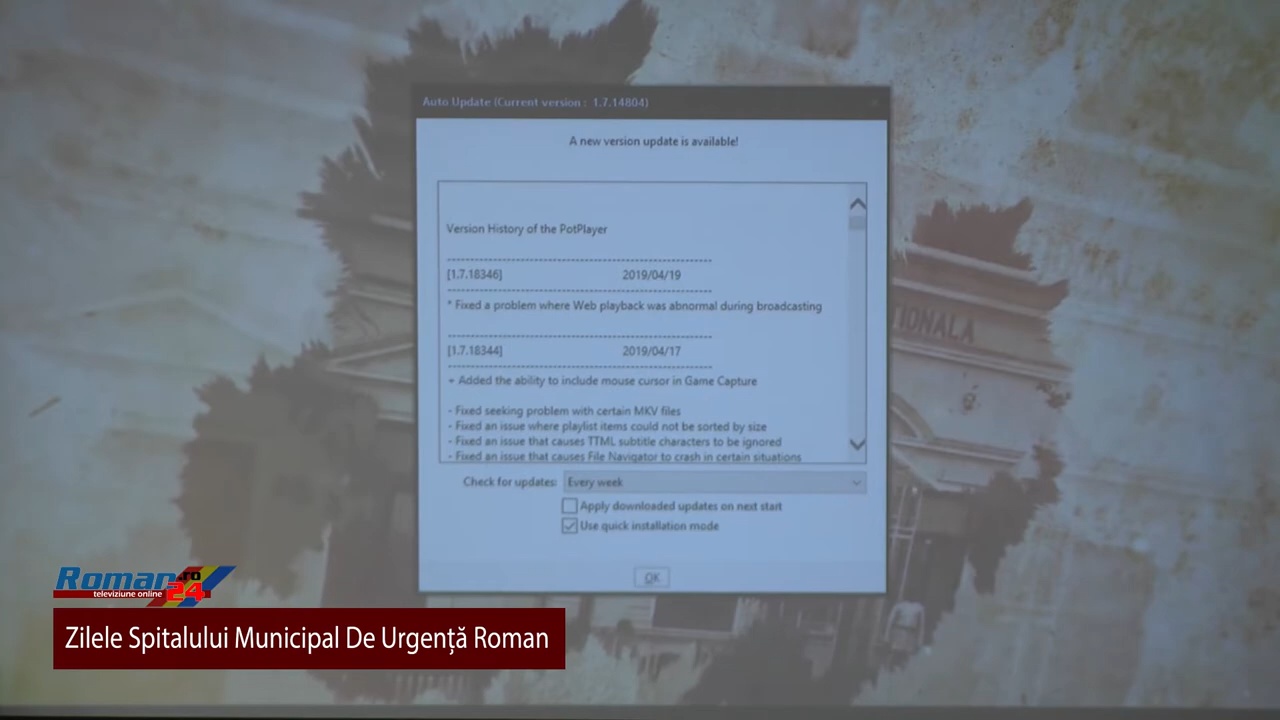 Auto Update (Current version : 1.7.14804)
A new version update is available!
Version History of the PotPlayer
----------------------------------------------------------------
[1.7.18346] 2019/04/19
----------------------------------------------------------------
* Fixed a problem where Web playback was abnormal during broadcasting
----------------------------------------------------------------
[1.7.18344] 2019/04/17
----------------------------------------------------------------
+ Added the ability to include mouse cursor in Game Capture
- Fixed seeking problem with certain MKV files
- Fixed an issue where playlist items could not be sorted by size
- Fixed an issue that causes TTML subtitle characters to be ignored
- Fixed an issue that causes File Navigator to crash in certain situations
Check for updates: Every week
Apply downloaded updates on next start
Use quick installation mode
OK
IONALA
Roman24.ro
televiziune online
Zilele Spitalului Municipal De Urgență Roman